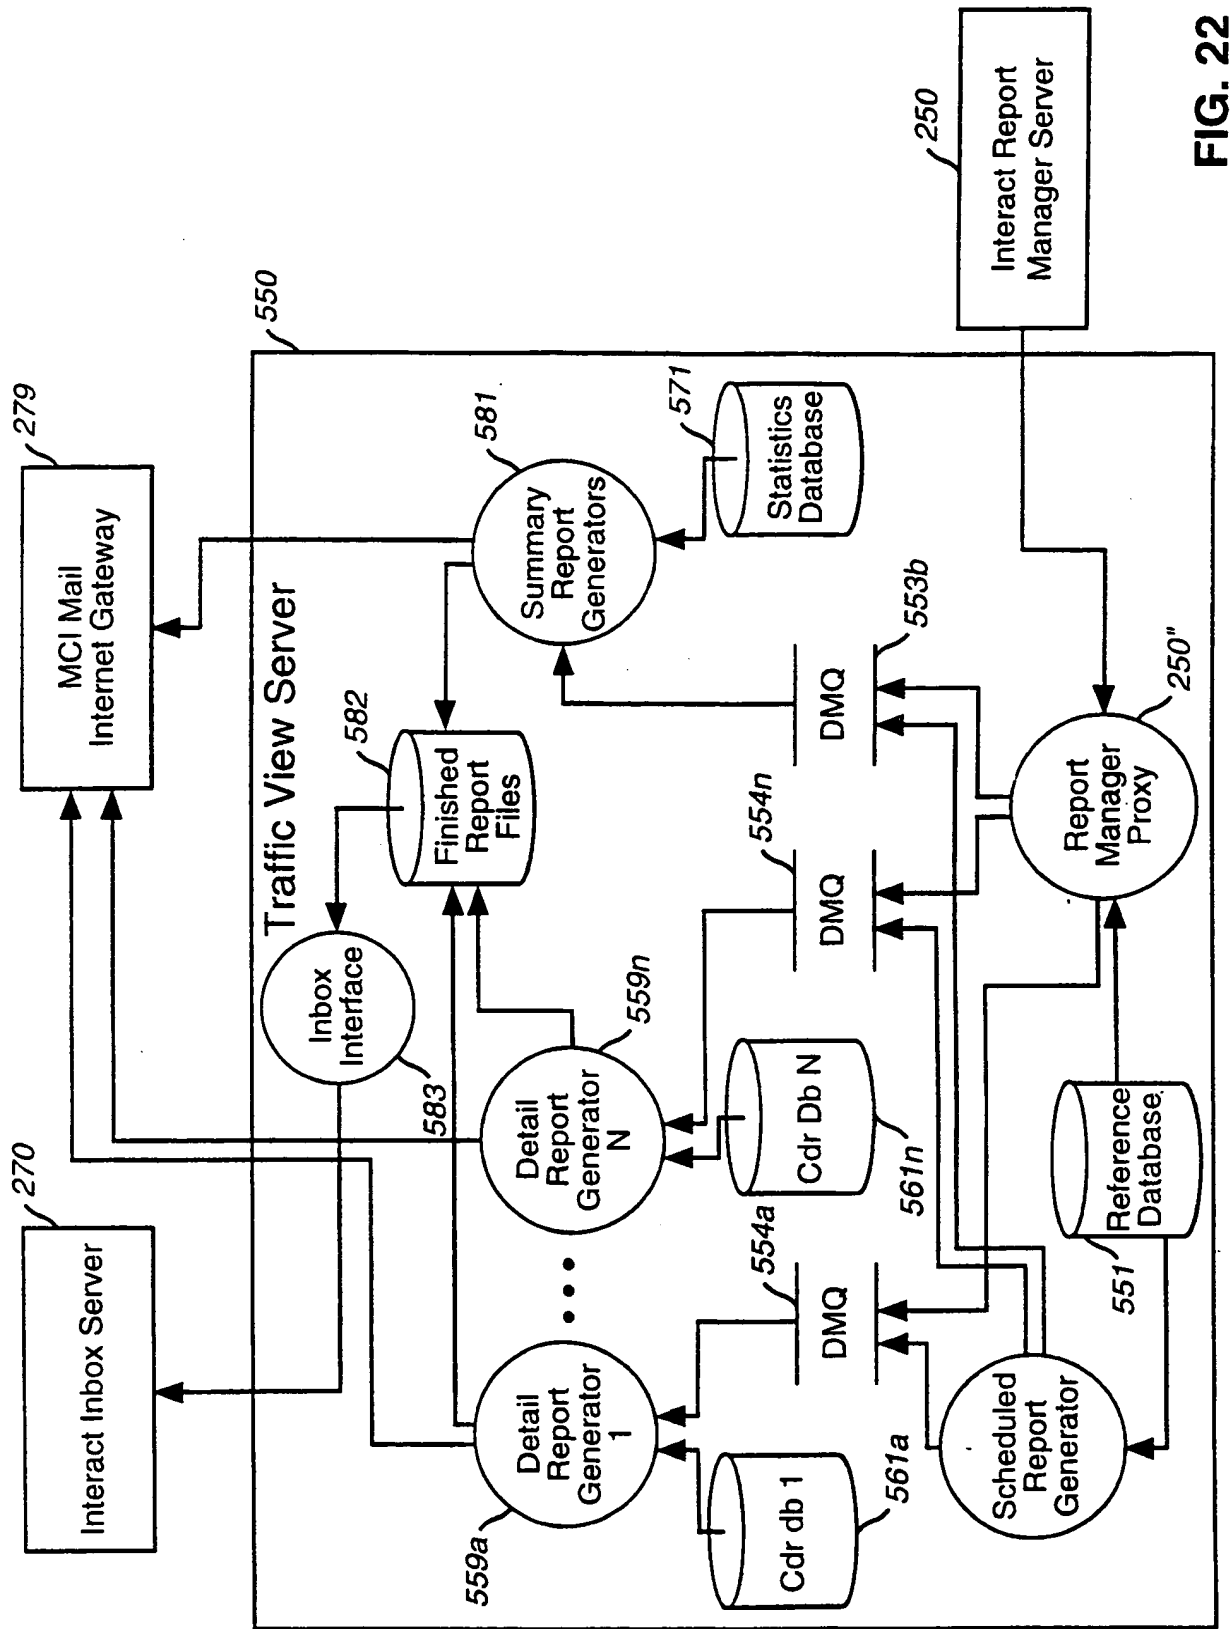 270
Interact Inbox Server
279
MCI Mail
Internet Gateway
550
Traffic View Server
583
Inbox
Interface
582
Finished
Report
Files
581
Summary
Report
Generators
571
Statistics
Database
559a
Detail
Report
Generator
1
559n
Detail
Report
Generator
N
561a
Cdr db 1
561n
Cdr Db N
554a
DMQ
554n
DMQ
553b
DMQ
Scheduled
Report
Generator
551
Reference
Database
250"
Report
Manager
Proxy
250
Interact Report
Manager Server
FIG. 22